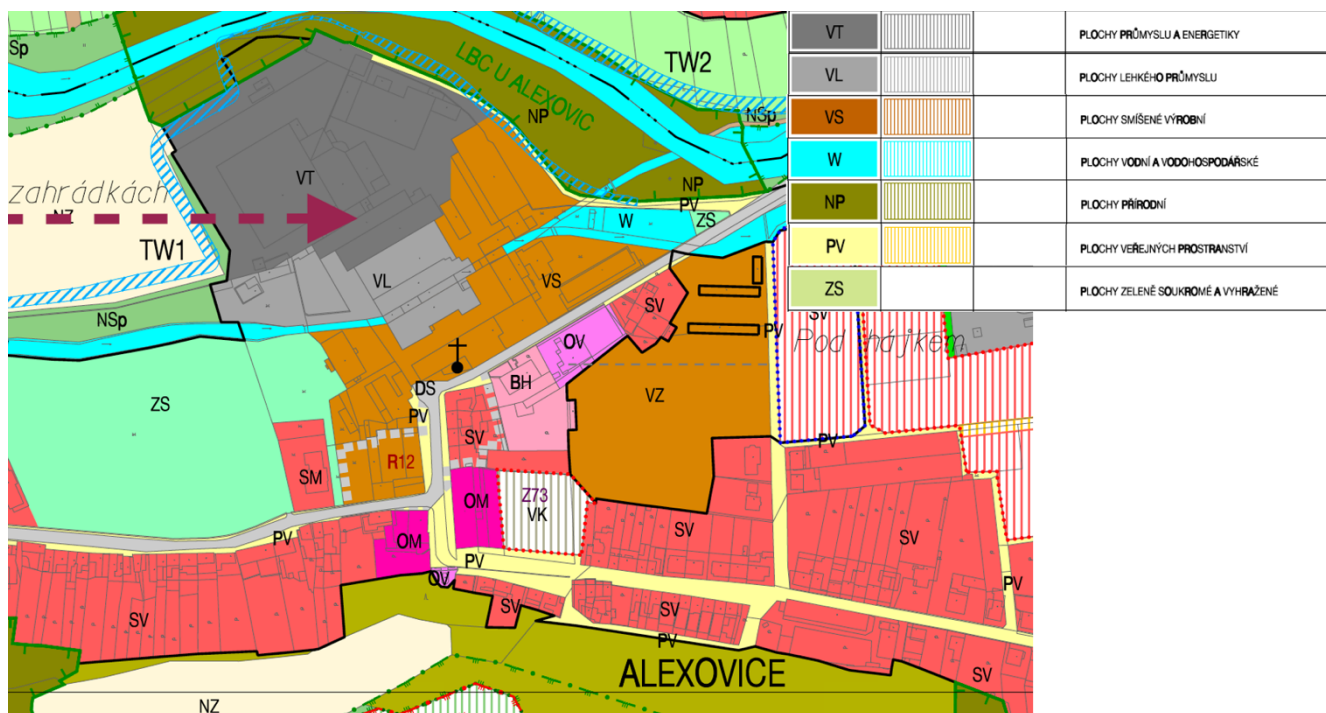 Sp
LBC U ALEXOVIC
TW2
NSp
NP
VT
NP
PV
zahrádkách
NZ
W
ZS
TW1
VS
VL
NSp
SV
PV
SV
Pod hájkem
OV
DS
BH
VZ
ZS
PV
SV
PV
R12
SM
OM
Z73
VK
SV
SV
PV
OM
PV
PV
OV
SV
SV
SV
PV
ALEXOVICE
SV
NZ
VT PLOCHY PRŮMYSLU A ENERGETIKY
VL PLOCHY LEHKÉHO PRŮMYSLU
VS PLOCHY SMÍŠENÉ VÝROBNÍ
W PLOCHY VODNÍ A VODOHOSPODÁŘSKÉ
NP PLOCHY PŘÍRODNÍ
PV PLOCHY VEŘEJNÝCH PROSTRANSTVÍ
ZS PLOCHY ZELENĚ SOUKROMÉ A VYHRAŽENÉ